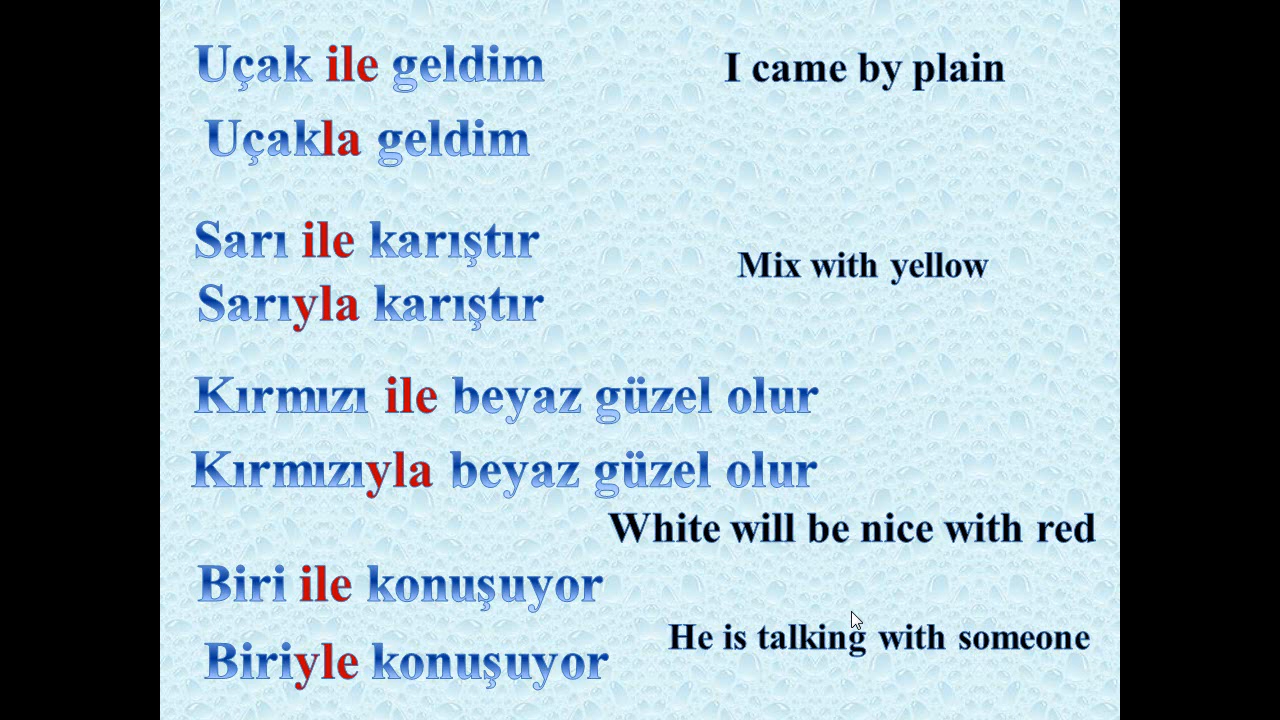 Uçak ile geldim
I came by plain
Uçakla geldim
Sarı ile karıştır
Mix with yellow
Sarıyla karıştır
Kırmızı ile beyaz güzel olur
Kırmızıyla beyaz güzel olur
White will be nice with red
Biri ile konuşuyor
He is talking with someone
Biriyle konuşuyor